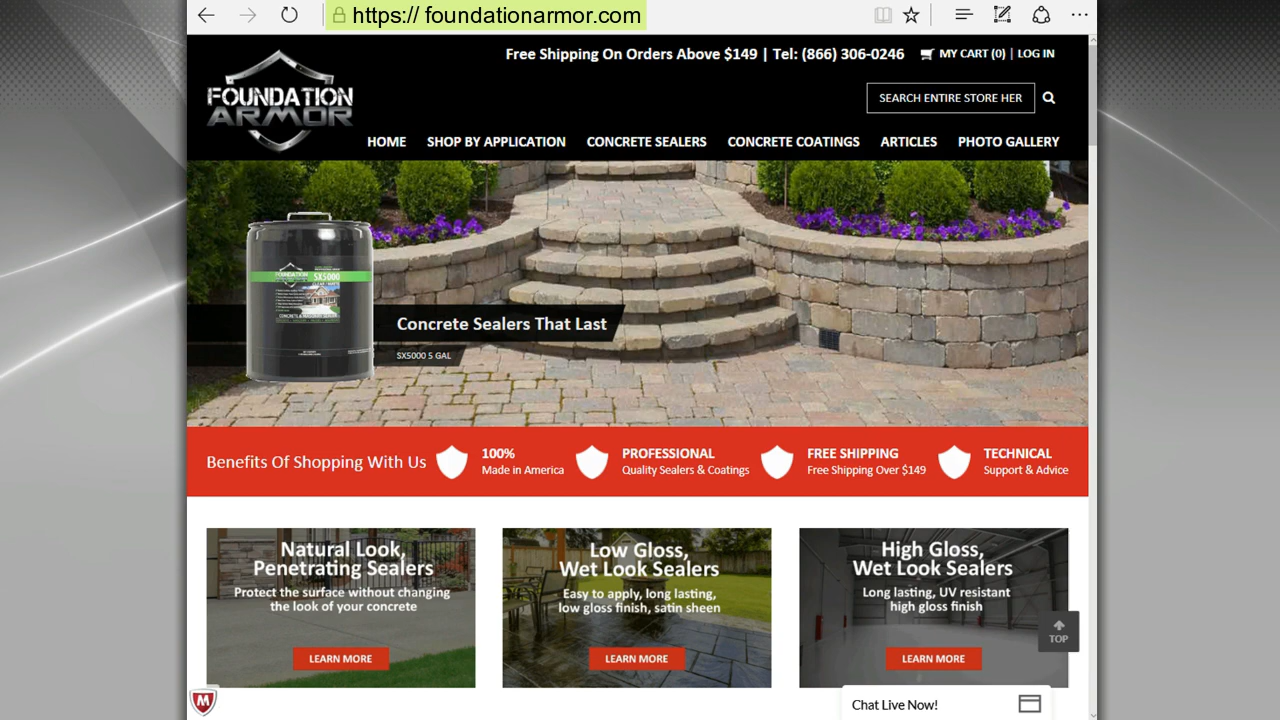 https:// foundationarmor.com
Free Shipping On Orders Above $149 | Tel: (866) 306-0246
MY CART (0) | LOG IN
FOUNDATION
ARMOR
SEARCH ENTIRE STORE HER
HOME
SHOP BY APPLICATION
CONCRETE SEALERS
CONCRETE COATINGS
ARTICLES
PHOTO GALLERY
FOUNDATION
SX5000
Concrete Sealers That Last
SX5000 5 GAL
Benefits Of Shopping With Us
100%
Made in America
PROFESSIONAL
Quality Sealers & Coatings
FREE SHIPPING
Free Shipping Over $149
TECHNICAL
Support & Advice
Natural Look,
Penetrating Sealers
Protect the surface without changing
the look of your concrete
LEARN MORE
Low Gloss,
Wet Look Sealers
Easy to apply, long lasting,
low gloss finish, satin sheen
LEARN MORE
High Gloss,
Wet Look Sealers
Long lasting, UV resistant
high gloss finish
LEARN MORE
TOP
M
Chat Live Now!